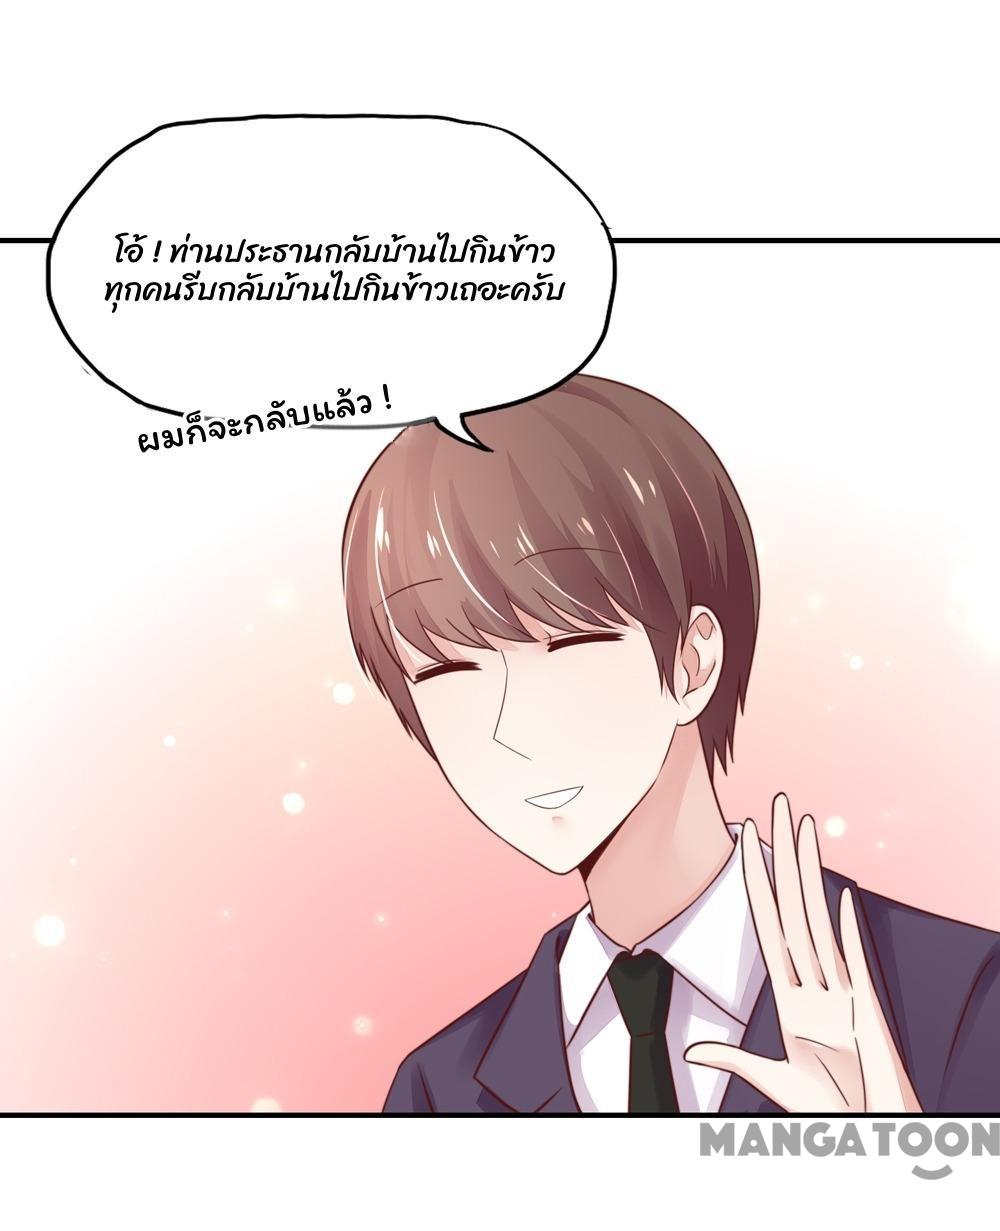 โอ้ ! ท่านประธานกลับบ้านไปกินข้าว
ทุกคนรีบกลับบ้านไปกินข้าวเถอะครับ
ผมก็จะกลับแล้ว !
MANGATOON